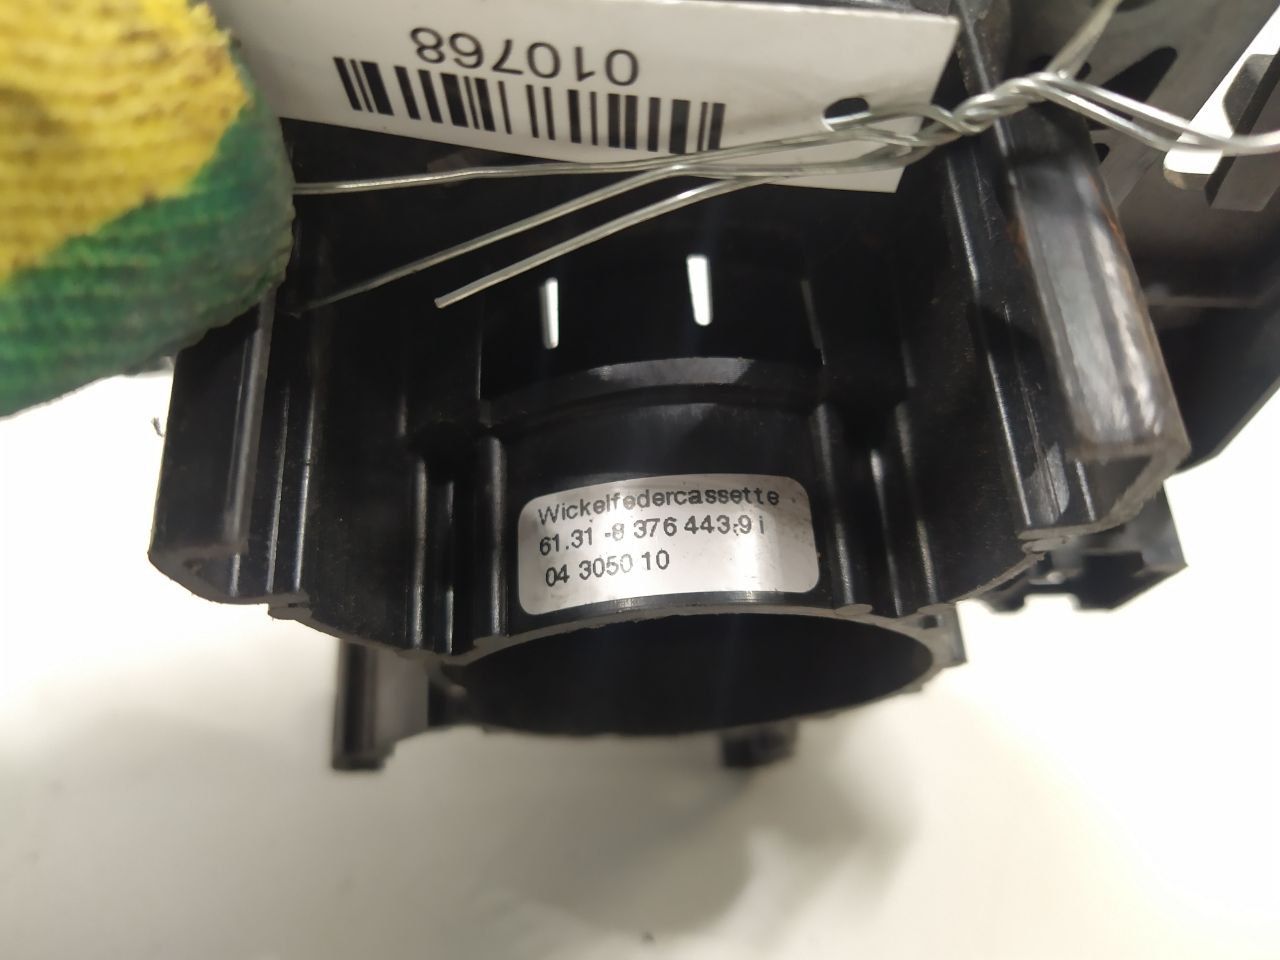 010768
Wickelfedercassette
61.31 -8 376 443.9 i
04 3050 10